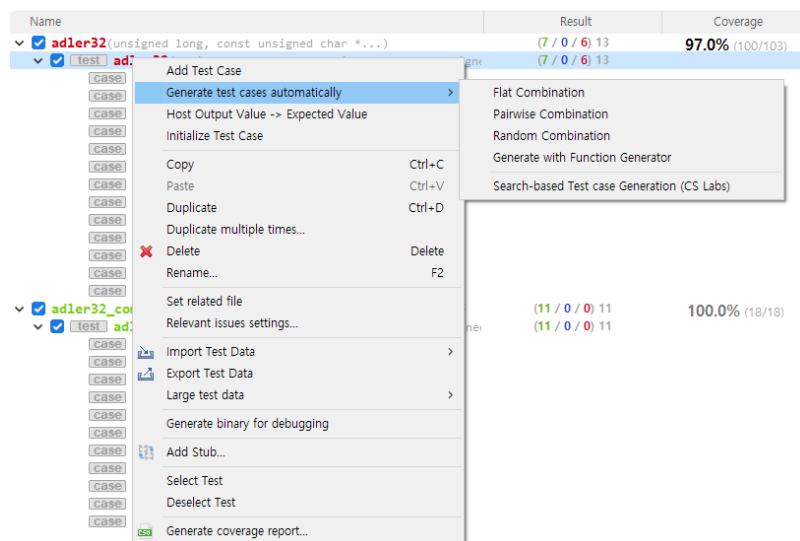 Name Result Coverage
adler32(unsigned long, const unsigned char *...) (7 / 0 / 6) 13 97.0% (100/103)
test (7 / 0 / 6) 13
case
case
case
case
case
case
case
case
case
case
case
case
case
Add Test Case
Generate test cases automatically
Host Output Value -> Expected Value
Initialize Test Case
Copy Ctrl+C
Paste Ctrl+V
Duplicate Ctrl+D
Duplicate multiple times...
Delete Delete
Rename... F2
Set related file
Relevant issues settings...
Import Test Data
Export Test Data
Large test data
Generate binary for debugging
Add Stub...
Select Test
Deselect Test
Generate coverage report...
Flat Combination
Pairwise Combination
Random Combination
Generate with Function Generator
Search-based Test case Generation (CS Labs)
(11 / 0 / 0) 11 100.0% (18/18)
test (11 / 0 / 0) 11
case
case
case
case
case
case
case
case
case
case
case